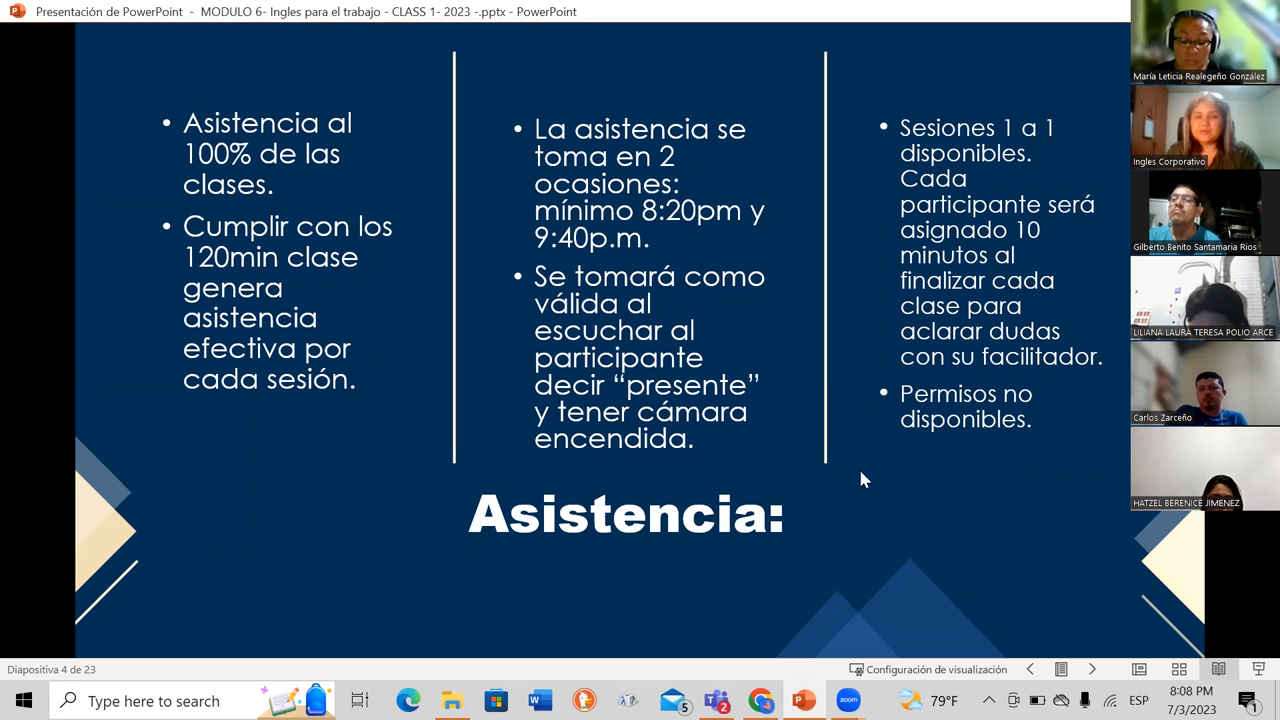 Presentación de PowerPoint - MODULO 6- Ingles para el trabajo - CLASS 1- 2023 -.pptx - PowerPoint
• Asistencia al
100% de las
clases.
• Cumplir con los
120min clase
genera
asistencia
efectiva por
cada sesión.
• La asistencia se
toma en 2
ocasiones:
mínimo 8:20pm y
9:40p.m.
• Se tomará como
válida al
escuchar al
participante
decir “presente”
y tener cámara
encendida.
• Sesiones 1 a 1
disponibles.
Cada
participante será
asignado 10
minutos al
finalizar cada
clase para
aclarar dudas
con su facilitador.
• Permisos no
disponibles.
Asistencia:
María Leticia Realegeño González
Ingles Corporativo
Gilberto Benito Santamaria Rios
LILIANA LAURA TERESA POLIO ARCE
Carlos Zarceño
HATZEL BERENICE JIMENEZ
Diapositiva 4 de 23
Configuración de visualización
Type here to search
5
2
zoom
79°F
ESP
8:08 PM
7/3/2023
1